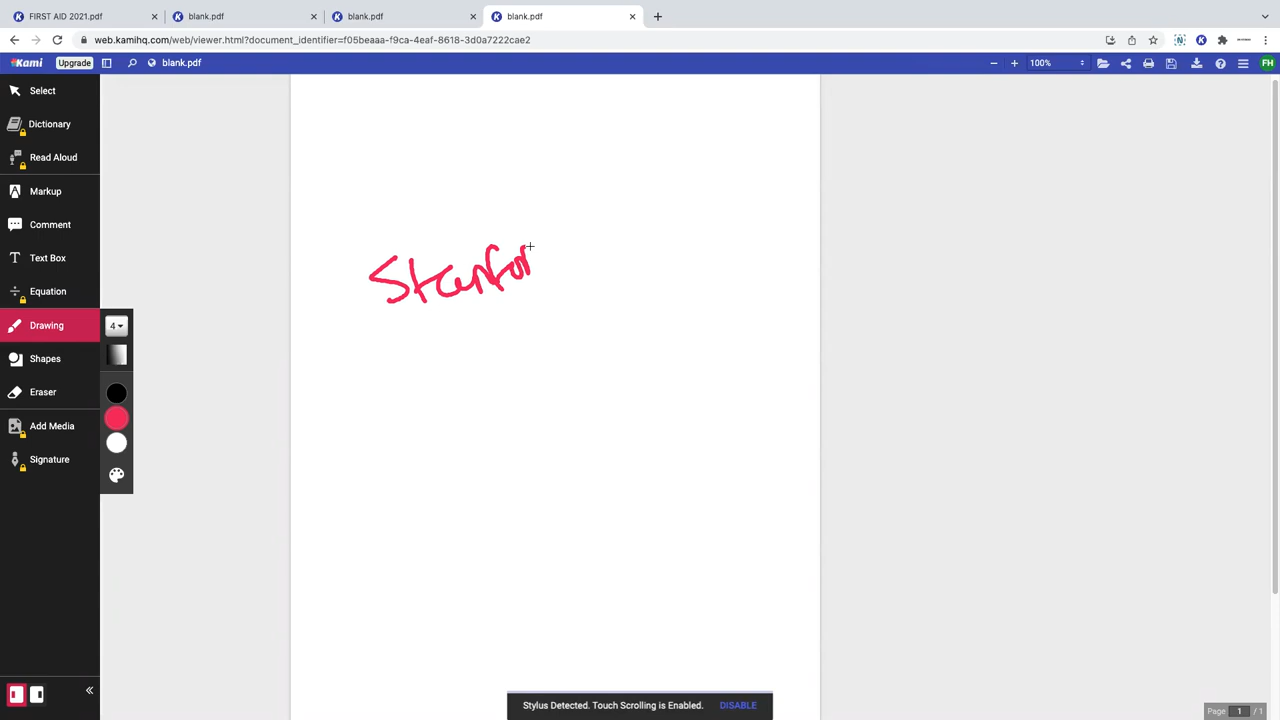 FIRST AID 2021.pdf
blank.pdf
blank.pdf
blank.pdf
web.kamihq.com/web/viewer.html?document_identifier=f05beaaa-f9ca-4eaf-8618-3d0a7222cae2
Kami Upgrade blank.pdf 100% FH
Select
Dictionary
Read Aloud
Markup
Comment
Text Box
Equation
Drawing
4
Shapes
Eraser
Add Media
Signature
Stanfor
Stylus Detected. Touch Scrolling is Enabled. DISABLE
Page 1 / 1